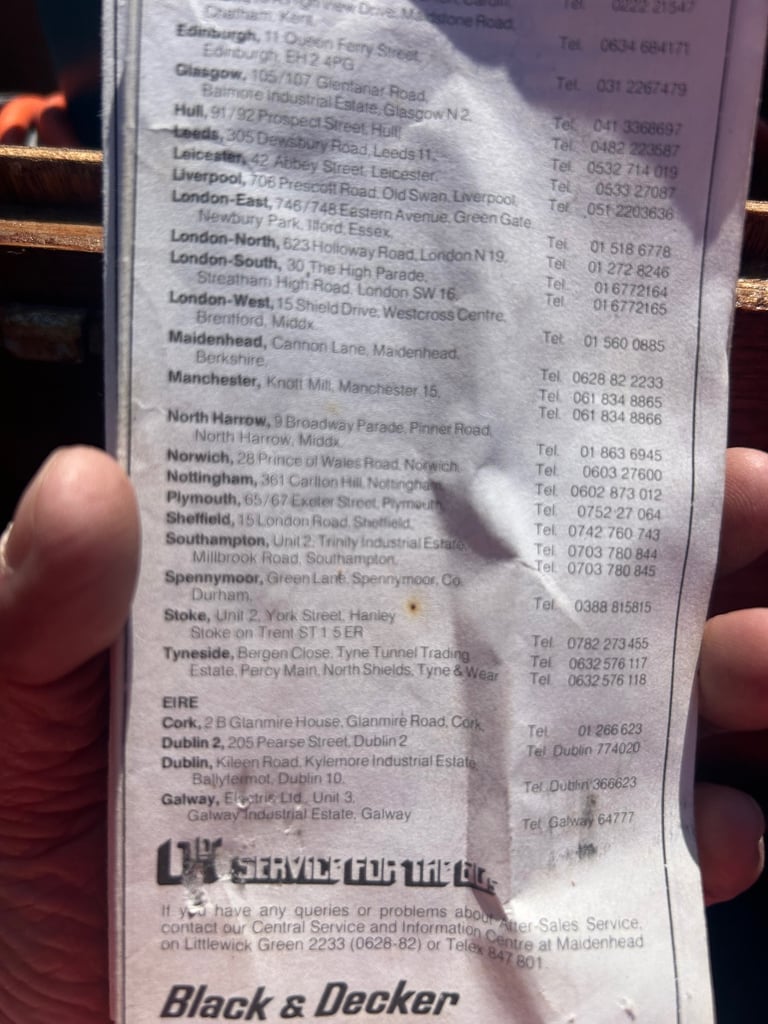 Tel. 0222 21547
Chatham, Kent.
Tel. 0634 684171
Edinburgh, 11 Queen Ferry Street,
Edinburgh, EH2 4PG
Tel. 031 2267479
Glasgow, 105/107 Glentanar Road,
Balmore Industrial Estate, Glasgow N 2.
Tel. 041 3368697
Hull, 91/92 Prospect Street, Hull.
Tel. 0482 223587
Leeds, 305 Dewsbury Road, Leeds 11.
Tel. 0532 714 019
Leicester, 42 Abbey Street, Leicester.
Tel. 0533 27087
Liverpool, 706 Prescott Road, Old Swan, Liverpool.
Tel. 051 2203636
London-East, 746/748 Eastern Avenue, Green Gate
Newbury Park, Ilford, Essex.
Tel. 01 518 6778
London-North, 623 Holloway Road, London N 19.
Tel. 01 272 8246
London-South, 30 The High Parade,
Tel. 01 6772164
Streatham High Road, London SW 16.
Tel. 01 6772165
London-West, 15 Shield Drive, Westcross Centre,
Brentford, Middx.
Tel. 01 560 0885
Maidenhead, Cannon Lane, Maidenhead,
Berkshire.
Tel. 0628 82 2233
Manchester, Knott Mill, Manchester 15.
Tel. 061 834 8865
Tel. 061 834 8866
North Harrow, 9 Broadway Parade, Pinner Road,
North Harrow, Middx.
Tel. 01 863 6945
Norwich, 28 Prince of Wales Road, Norwich.
Tel. 0603 27600
Nottingham, 361 Carlton Hill, Nottingham
Tel. 0602 873 012
Plymouth, 65/67 Exeter Street, Plymouth.
Tel. 0752 27 064
Sheffield, 15 London Road, Sheffield.
Tel. 0742 760 743
Southampton, Unit 2, Trinity Industrial Estate,
Tel. 0703 780 844
Millbrook Road, Southampton.
Tel. 0703 780 845
Spennymoor, Green Lane, Spennymoor, Co.
Durham.
Tel. 0388 815815
Stoke, Unit 2, York Street, Hanley
Stoke on Trent ST 1 5 ER
Tel. 0782 273 455
Tyneside, Bergen Close, Tyne Tunnel Trading
Tel. 0632 576 117
Estate, Percy Main, North Shields, Tyne & Wear
Tel. 0632 576 118
EIRE
Cork, 2 B Glanmire House, Glanmire Road, Cork.
Tel. 01 266 623
Dublin 2, 205 Pearse Street, Dublin 2
Tel. Dublin 774020
Dublin, Kileen Road, Kylemore Industrial Estate,
Ballyfermot, Dublin 10.
Tel. Dublin 366623
Galway, Electric Ltd., Unit 3,
Galway Industrial Estate, Galway
Tel. Galway 64777
SERVICE FOR THE
If you have any queries or problems about After-Sales Service,
contact our Central Service and Information Centre at Maidenhead
on Littlewick Green 2233 (0628-82) or Telex 847 801.
Black & Decker